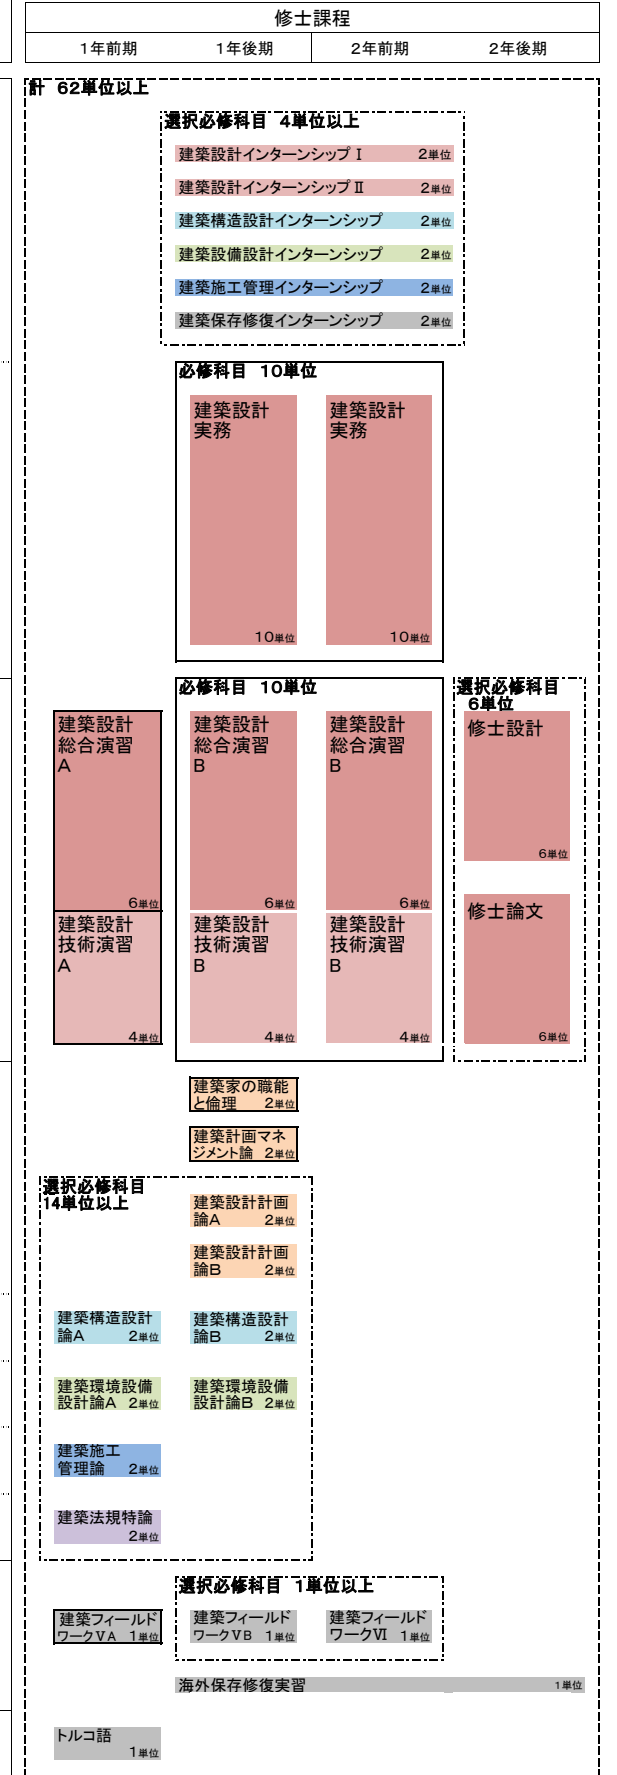 修士課程
1年前期 1年後期 2年前期 2年後期
計 62単位以上
選択必修科目 4単位以上
建築設計インターンシップⅠ 2単位
建築設計インターンシップⅡ 2単位
建築構造設計インターンシップ 2単位
建築設備設計インターンシップ 2単位
建築施工管理インターンシップ 2単位
建築保存修復インターンシップ 2単位
必修科目 10単位
建築設計
実務
10単位
建築設計
実務
10単位
必修科目 10単位
選択必修科目
6単位
建築設計
総合演習
A
6単位
建築設計
総合演習
B
6単位
建築設計
総合演習
B
6単位
修士設計
6単位
建築設計
技術演習
A
4単位
建築設計
技術演習
B
4単位
建築設計
技術演習
B
4単位
修士論文
6単位
建築家の職能
と倫理 2単位
建築計画マネ
ジメント論 2単位
選択必修科目
14単位以上
建築設計計画
論A 2単位
建築設計計画
論B 2単位
建築構造設計
論A 2単位
建築構造設計
論B 2単位
建築環境設備
設計論A 2単位
建築環境設備
設計論B 2単位
建築施工
管理論 2単位
建築法規特論
2単位
選択必修科目 1単位以上
建築フィールド
ワークⅤA 1単位
建築フィールド
ワークⅤB 1単位
建築フィールド
ワークⅥ 1単位
海外保存修復実習 1単位
トルコ語
1単位